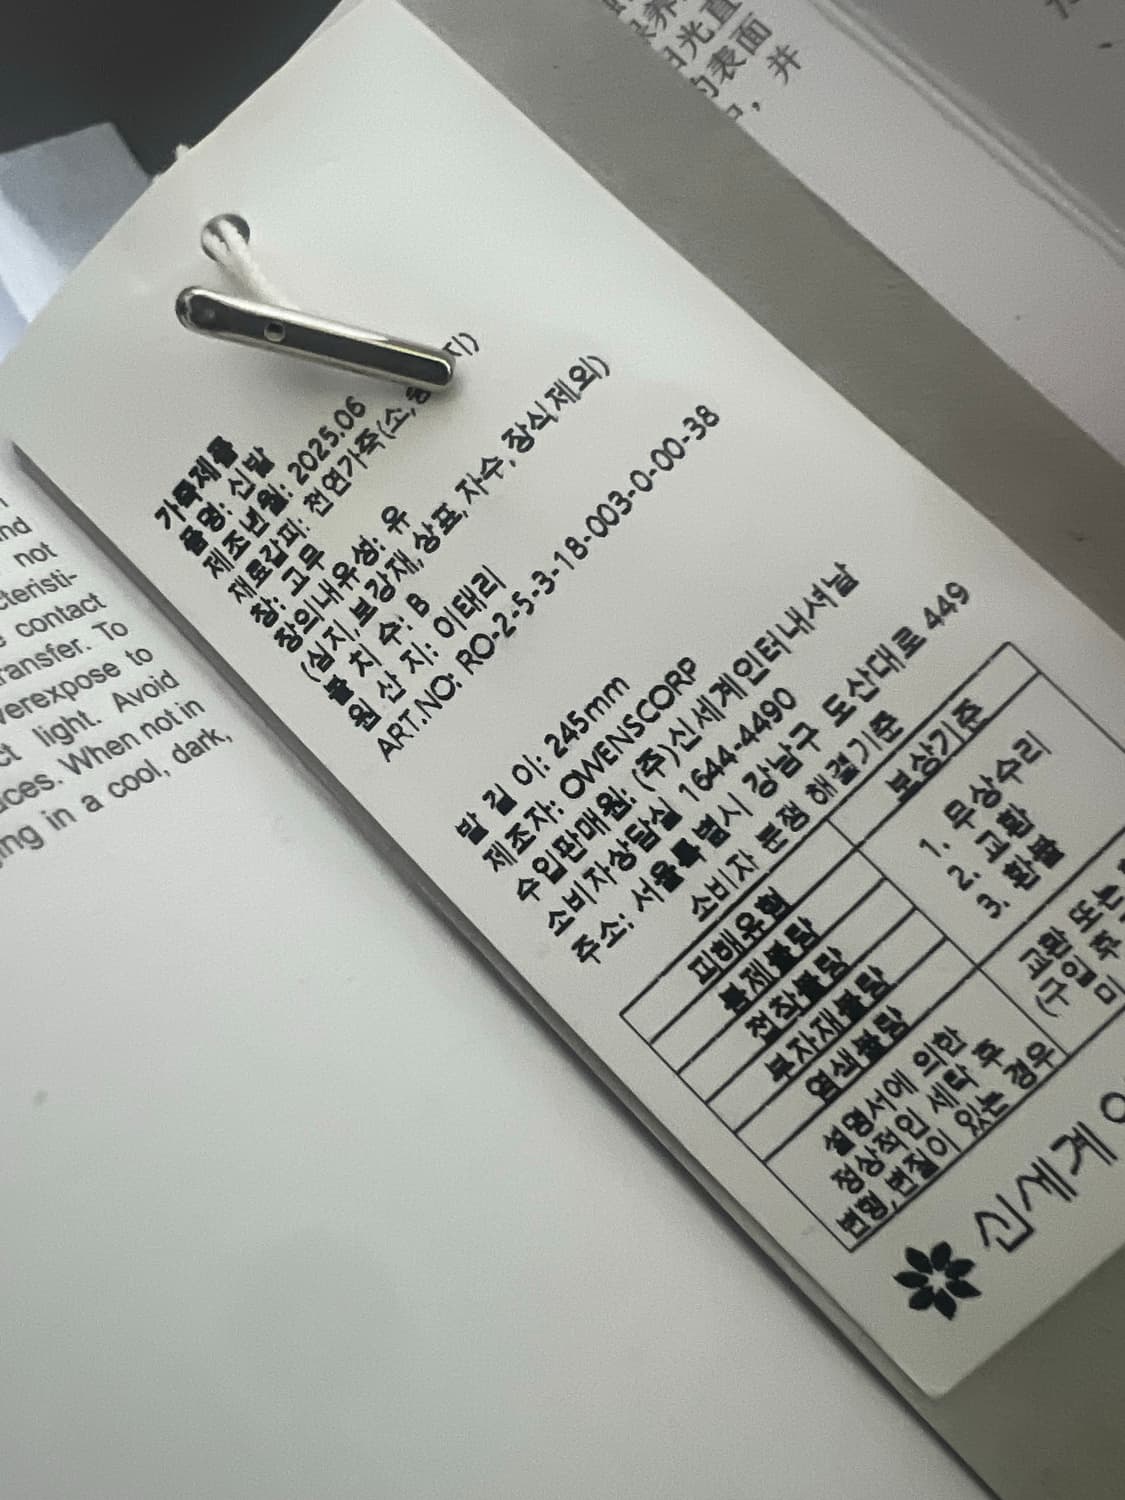 가죽제품
품명: 신발
제조년월: 2025.06
재료갑피: 천연가죽(소,
창: 고무
창의내유성: 유
(심지,보강재,상표,자수,장식제외)
볼 치 수: B
원 산 지: 이태리
ART.NO: RO-2-5-3-18-003-0-00-38
발 길 이: 245mm
제조자: OWENSCORP
수입판매원: (주)신세계인터내셔날
소비자상담실 1644-4490
주소: 서울특별시 강남구 도산대로 449
소비자 분쟁 해결기준
피해유형
보상기준
봉제불량
접착불량
부자재불량
염색불량
1. 무상수리
2. 교환
3. 환불
설명서에 의한
정상적인 세탁 후
변형,변질이 있는 경우
교환 또는
(구입
신세계
not
contact
To
overexpose to
light. Avoid
When not in
in a cool, dark,
表面
，并